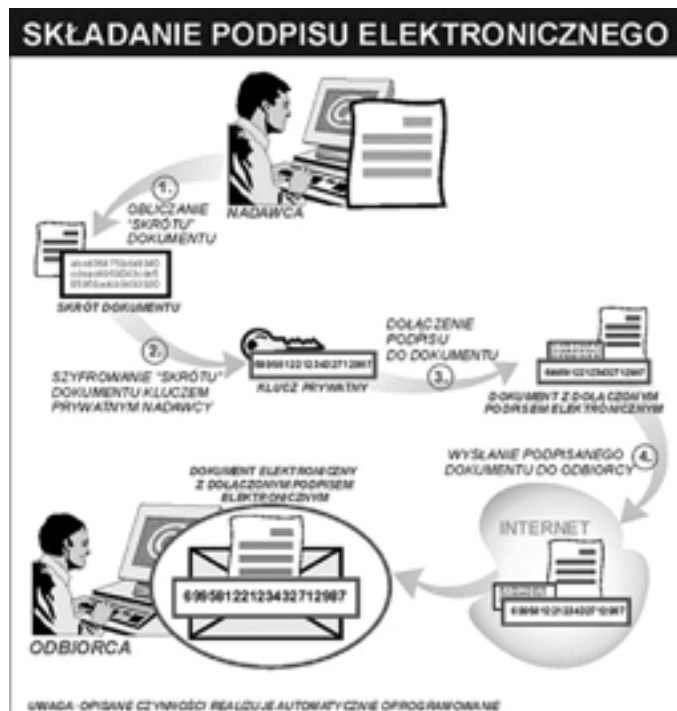 SKŁADANIE PODPISU ELEKTRONICZNEGO
NADAWCA
1.
OBLICZANIE
"SKRÓTU"
DOKUMENTU
SKRÓT DOKUMENTU
2.
SZYFROWANIE "SKRÓTU"
DOKUMENTU KLUCZEM
PRYWATNYM NADAWCY
KLUCZ PRYWATNY
DOŁĄCZENIE
PODPISU
DO DOKUMENTU
3.
DOKUMENT Z DOŁĄCZONYM
PODPISEM ELEKTRONICZNYM
WYSŁANIE PODPISANEGO
DOKUMENTU DO ODBIORCY
4.
INTERNET
DOKUMENT ELEKTRONICZNY
Z DOŁĄCZONYM PODPISEM
ELEKTRONICZNYM
69658122123432712987
ODBIORCA
UWAGA: OPISANE CZYNNOŚCI REALIZUJE AUTOMATYCZNIE OPROGRAMOWANIE